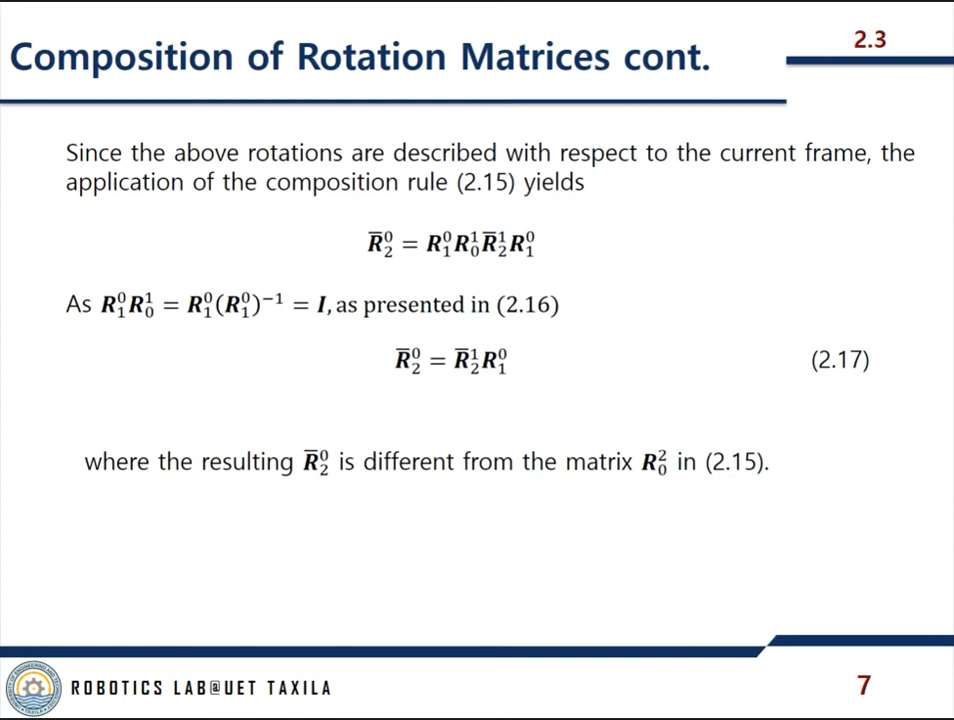 2.3
Composition of Rotation Matrices cont.
Since the above rotations are described with respect to the current frame, the
application of the composition rule (2.15) yields
R̅₂⁰ = R₁⁰R₀¹R̅₂¹R₁⁰
As R₁⁰R₀¹ = R₁⁰(R₁⁰)⁻¹ = I, as presented in (2.16)
R̅₂⁰ = R̅₂¹R₁⁰ (2.17)
where the resulting R̅₂⁰ is different from the matrix R₀² in (2.15).
ROBOTICS LAB@UET TAXILA
7